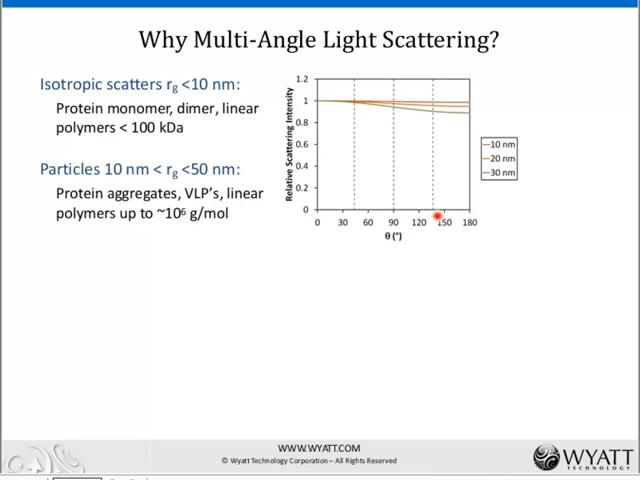 Why Multi-Angle Light Scattering?
Isotropic scatters rg <10 nm:
Protein monomer, dimer, linear
polymers < 100 kDa
Particles 10 nm < rg <50 nm:
Protein aggregates, VLP's, linear
polymers up to ~10⁶ g/mol
Relative Scattering Intensity
1.2
1
0.8
0.6
0.4
0.2
0
0 30 60 90 120 150 180
θ (°)
10 nm
20 nm
30 nm
WWW.WYATT.COM
© Wyatt Technology Corporation – All Rights Reserved
WYATT
TECHNOLOGY